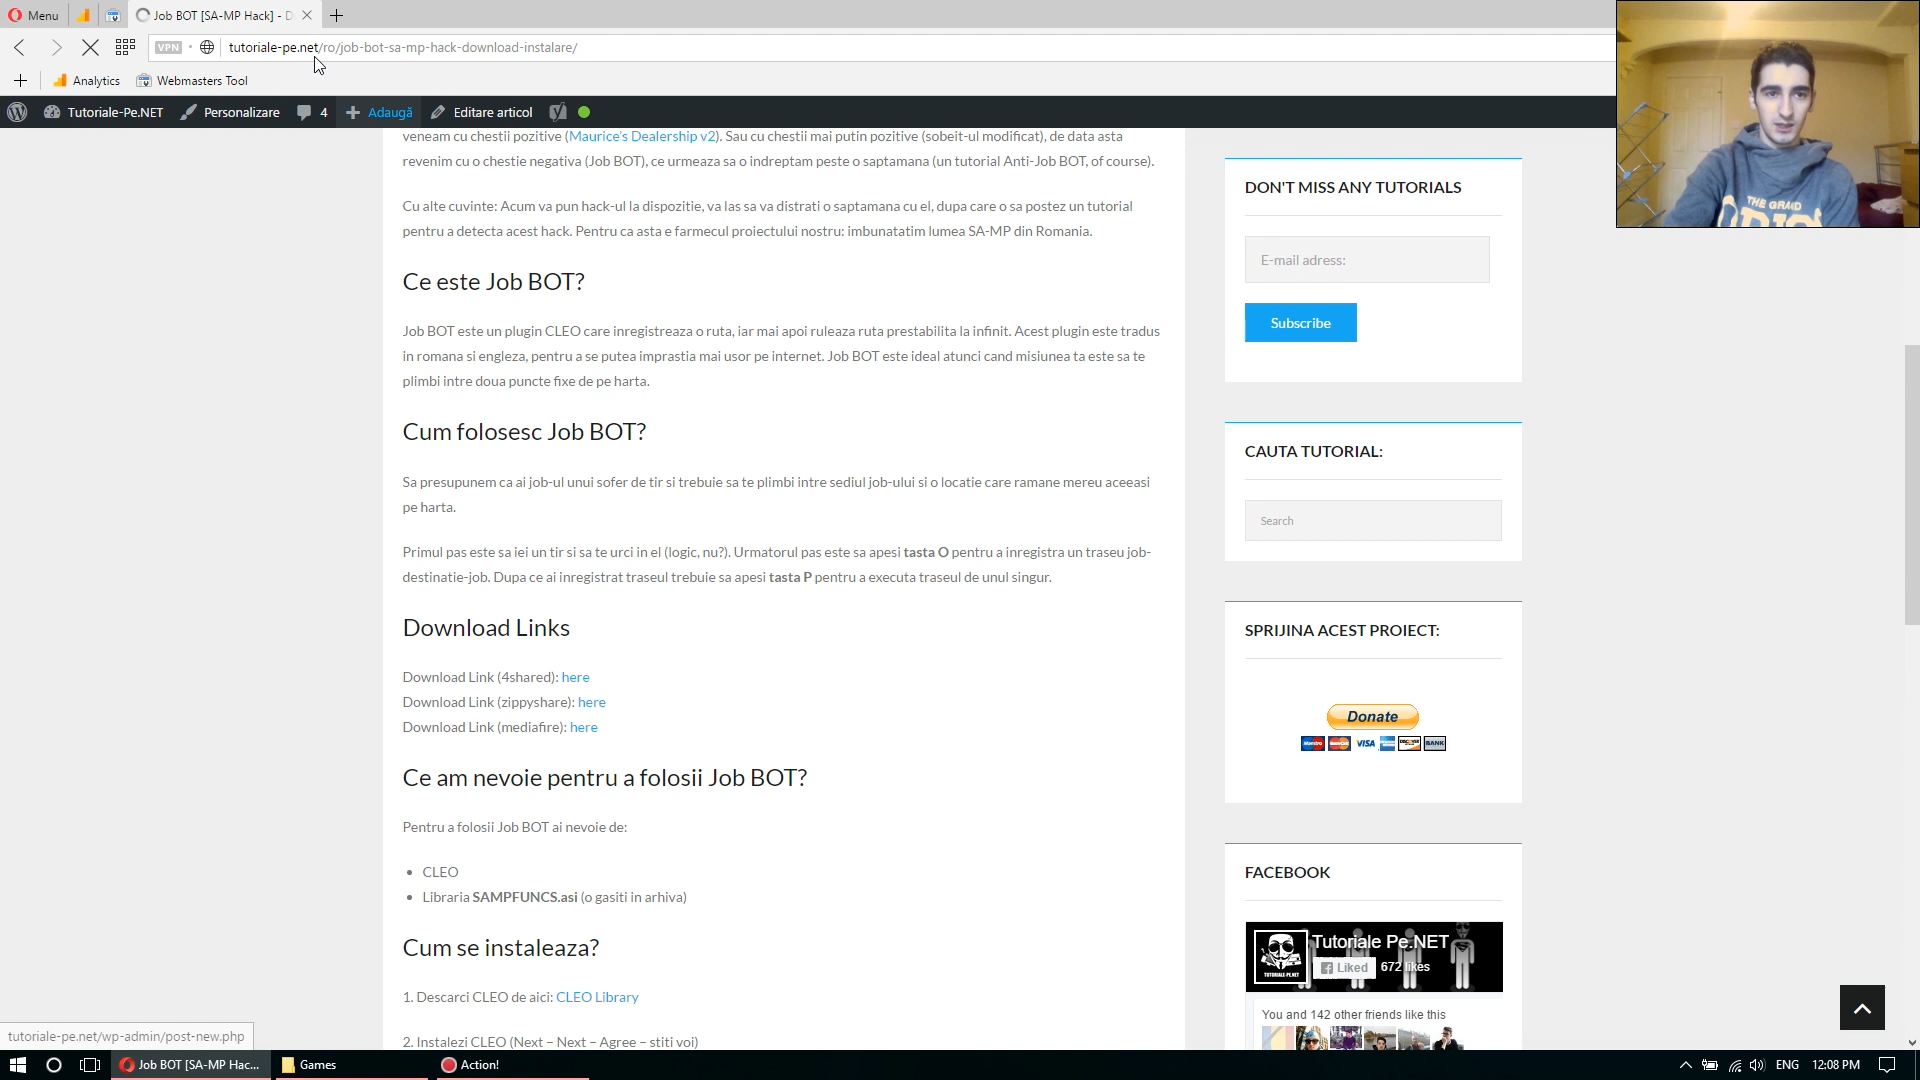 Menu
Job BOT [SA-MP Hack] - D
VPN
tutoriale-pe.net/ro/job-bot-sa-mp-hack-download-instalare/
Analytics
Webmasters Tool
Tutoriale-Pe.NET
Personalizare
4
Adaugă
Editare articol
veneam cu chestii pozitive (Maurice's Dealership v2). Sau cu chestii mai putin pozitive (sobeit-ul modificat), de data asta
revenim cu o chestie negativa (Job BOT), ce urmeaza sa o indreptam peste o saptamana (un tutorial Anti-Job BOT, of course).
Cu alte cuvinte: Acum va pun hack-ul la dispozitie, va las sa va distrati o saptamana cu el, dupa care o sa postez un tutorial
pentru a detecta acest hack. Pentru ca asta e farmecul proiectului nostru: imbunatatim lumea SA-MP din Romania.
Ce este Job BOT?
Job BOT este un plugin CLEO care inregistreaza o ruta, iar mai apoi ruleaza ruta prestabilita la infinit. Acest plugin este tradus
in romana si engleza, pentru a se putea imprastia mai usor pe internet. Job BOT este ideal atunci cand misiunea ta este sa te
plimbi intre doua puncte fixe de pe harta.
Cum folosesc Job BOT?
Sa presupunem ca ai job-ul unui sofer de tir si trebuie sa te plimbi intre sediul job-ului si o locatie care ramane mereu aceeasi
pe harta.
Primul pas este sa iei un tir si sa te urci in el (logic, nu?). Urmatorul pas este sa apesi tasta O pentru a inregistra un traseu job-
destinatie-job. Dupa ce ai inregistrat traseul trebuie sa apesi tasta P pentru a executa traseul de unul singur.
Download Links
Download Link (4shared): here
Download Link (zippyshare): here
Download Link (mediafire): here
Ce am nevoie pentru a folosii Job BOT?
Pentru a folosii Job BOT ai nevoie de:
• CLEO
• Libraria SAMPFUNCS.asi (o gasiti in arhiva)
Cum se instaleaza?
1. Descarci CLEO de aici: CLEO Library
2. Instalezi CLEO (Next – Next – Agree – stiti voi)
DON'T MISS ANY TUTORIALS
E-mail adress:
Subscribe
CAUTA TUTORIAL:
Search
SPRIJINA ACEST PROIECT:
Donate
Maestro
VISA
BANK
FACEBOOK
Tutoriale Pe.NET
Liked
672 likes
TUTORIALE-PE.NET
You and 142 other friends like this
THE GRAND
tutoriale-pe.net/wp-admin/post-new.php
Job BOT [SA-MP Hac...
Games
Action!
ENG
12:08 PM